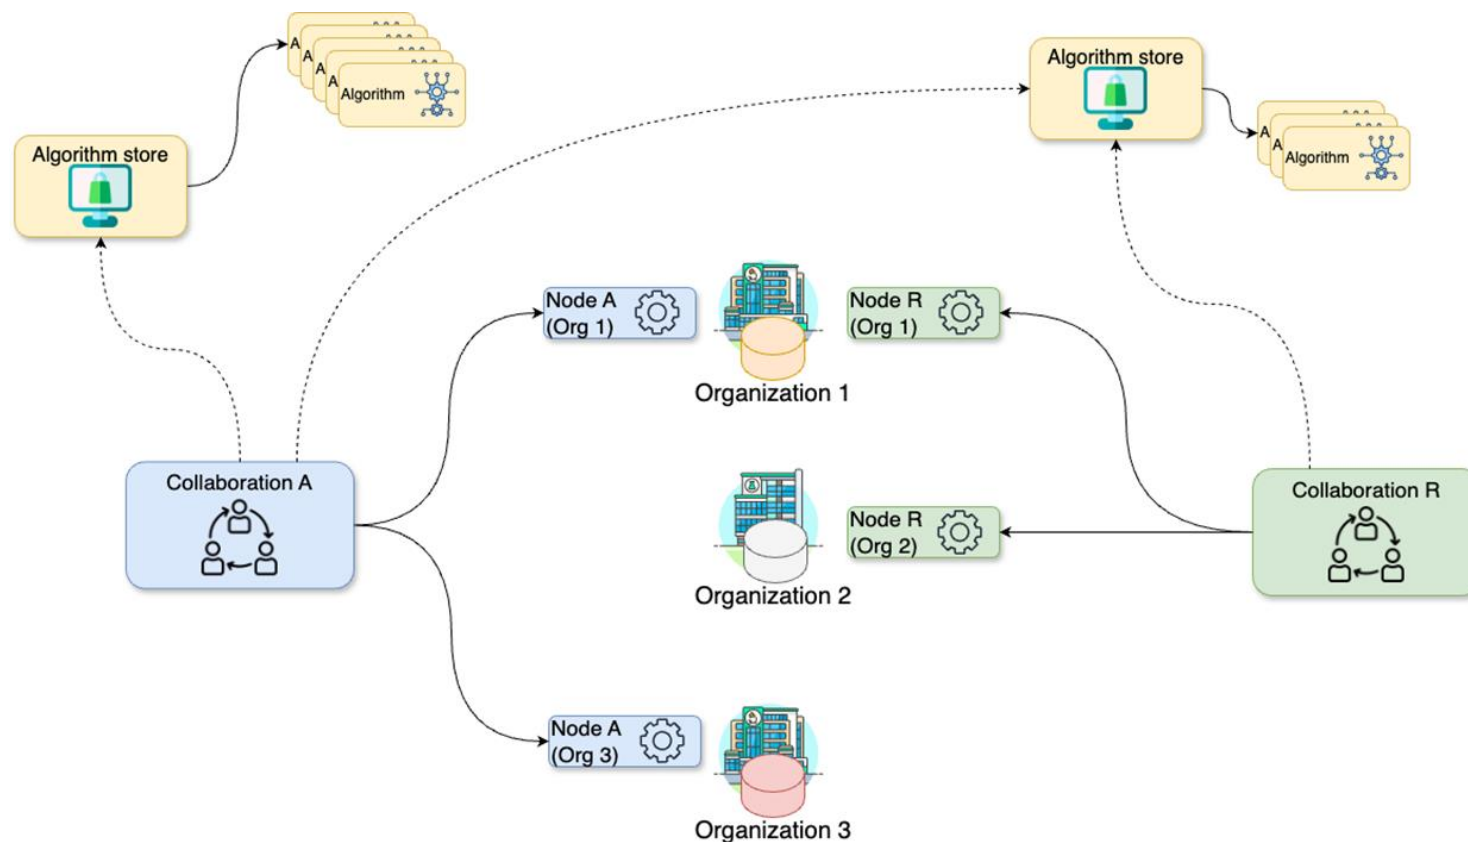 A
A
A
A
Algorithm
Algorithm store
Algorithm store
A
A
Algorithm
Node A
(Org 1)
Node R
(Org 1)
Organization 1
Collaboration A
Collaboration R
Node R
(Org 2)
Organization 2
Node A
(Org 3)
Organization 3